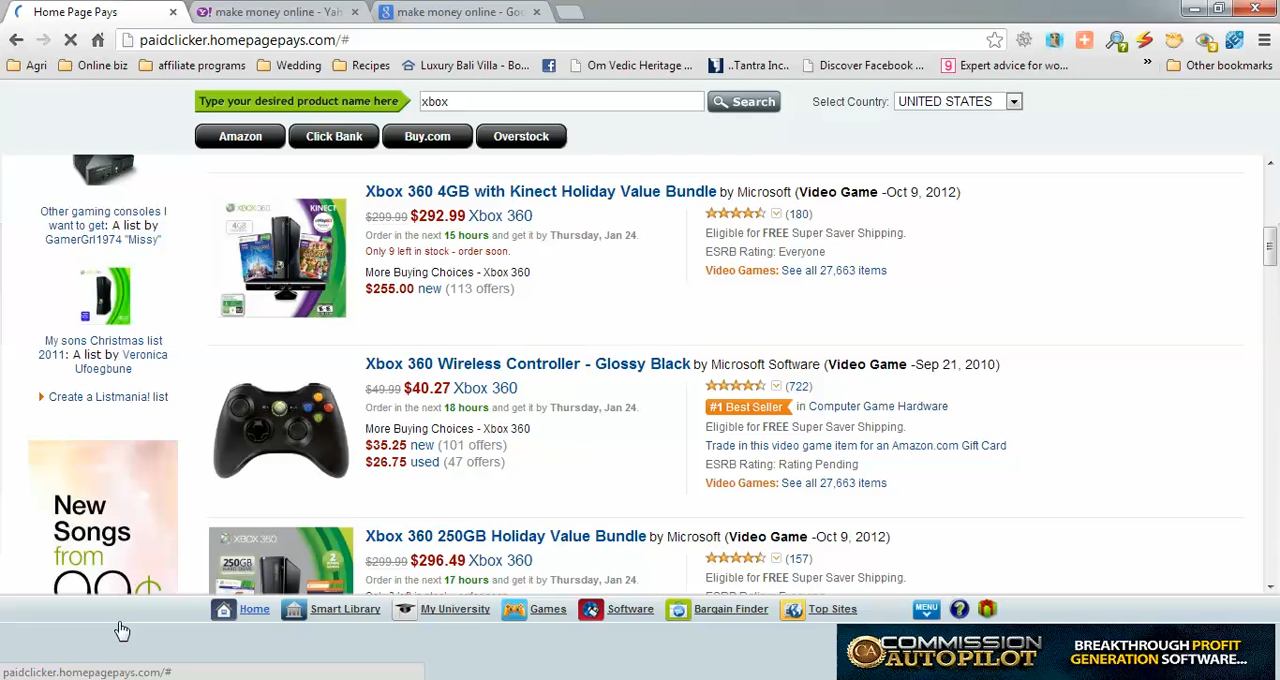 Home Page Pays
make money online - Yah
make money online - Goo
paidclicker.homepagepays.com/#
Agri
Online biz
affiliate programs
Wedding
Recipes
Luxury Bali Villa - Bo...
Om Vedic Heritage ...
..Tantra Inc..
Discover Facebook ...
9
Expert advice for wo...
»
Other bookmarks
Type your desired product name here
xbox
Search
Select Country:
UNITED STATES
Amazon
Click Bank
Buy.com
Overstock
Other gaming consoles I
want to get: A list by
GamerGrl1974 "Missy"
My sons Christmas list
2011: A list by Veronica
Ufoegbune
Create a Listmania! list
New
Songs
from
XBOX 360
4GB
KINECT
Xbox 360 4GB with Kinect Holiday Value Bundle by Microsoft (Video Game -Oct 9, 2012)
$299.99 $292.99 Xbox 360
Order in the next 15 hours and get it by Thursday, Jan 24.
Only 9 left in stock - order soon.
More Buying Choices - Xbox 360
$255.00 new (113 offers)
(180)
Eligible for FREE Super Saver Shipping.
ESRB Rating: Everyone
Video Games: See all 27,663 items
Xbox 360 Wireless Controller - Glossy Black by Microsoft Software (Video Game -Sep 21, 2010)
$49.99 $40.27 Xbox 360
Order in the next 18 hours and get it by Thursday, Jan 24.
More Buying Choices - Xbox 360
$35.25 new (101 offers)
$26.75 used (47 offers)
(722)
#1 Best Seller in Computer Game Hardware
Eligible for FREE Super Saver Shipping.
Trade in this video game item for an Amazon.com Gift Card
ESRB Rating: Rating Pending
Video Games: See all 27,663 items
XBOX 360
250GB
2
Xbox 360 250GB Holiday Value Bundle by Microsoft (Video Game -Oct 9, 2012)
$299.99 $296.49 Xbox 360
Order in the next 17 hours and get it by Thursday, Jan 24.
(157)
Eligible for FREE Super Saver Shipping.
Home
Smart Library
My University
Games
Software
Bargain Finder
Top Sites
MENU
?
CA
COMMISSION
AUTOPILOT
BREAKTHROUGH PROFIT
GENERATION SOFTWARE...
paidclicker.homepagepays.com/#